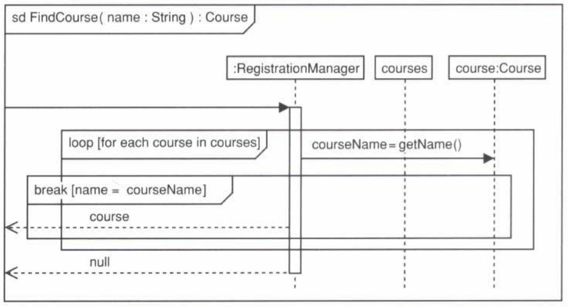 sd FindCourse( name : String ) : Course
:RegistrationManager
courses
course:Course
loop [for each course in courses]
courseName=getName()
break [name = courseName]
course
null